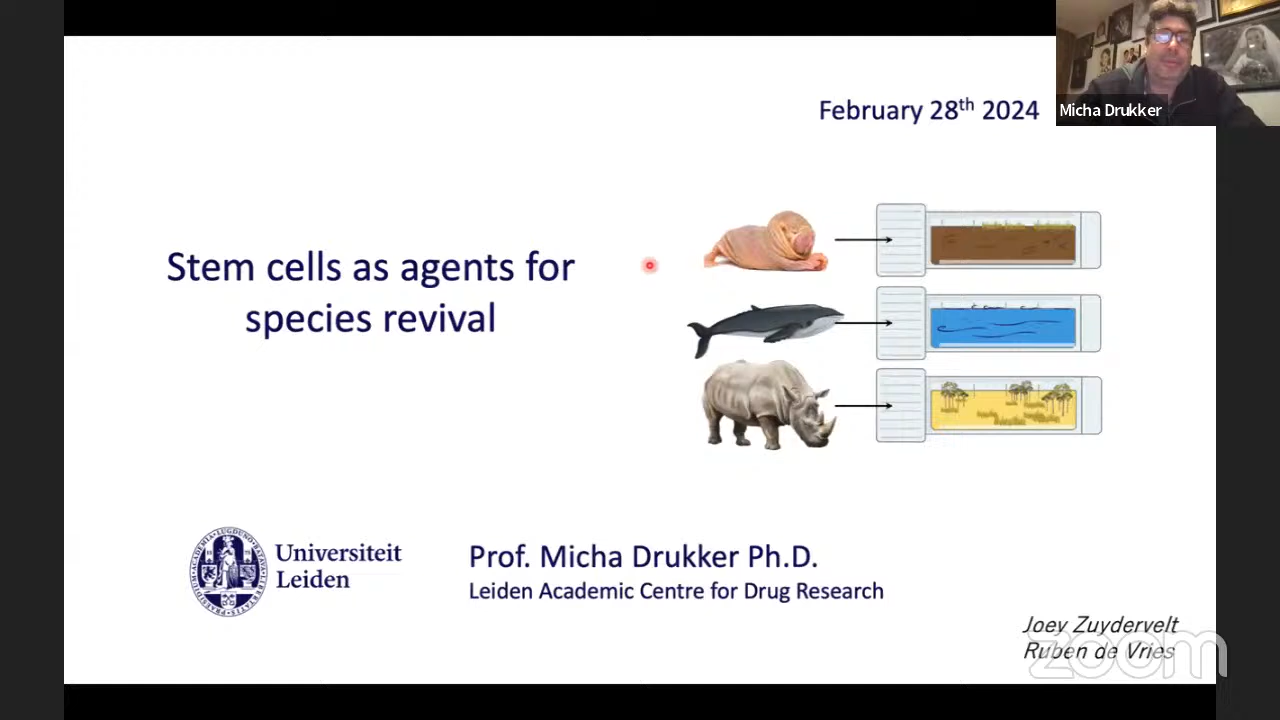 February 28th 2024
Micha Drukker
Stem cells as agents for
species revival
Universiteit
Leiden
Prof. Micha Drukker Ph.D.
Leiden Academic Centre for Drug Research
Joey Zuydervelt
Ruben de Vries
zoom